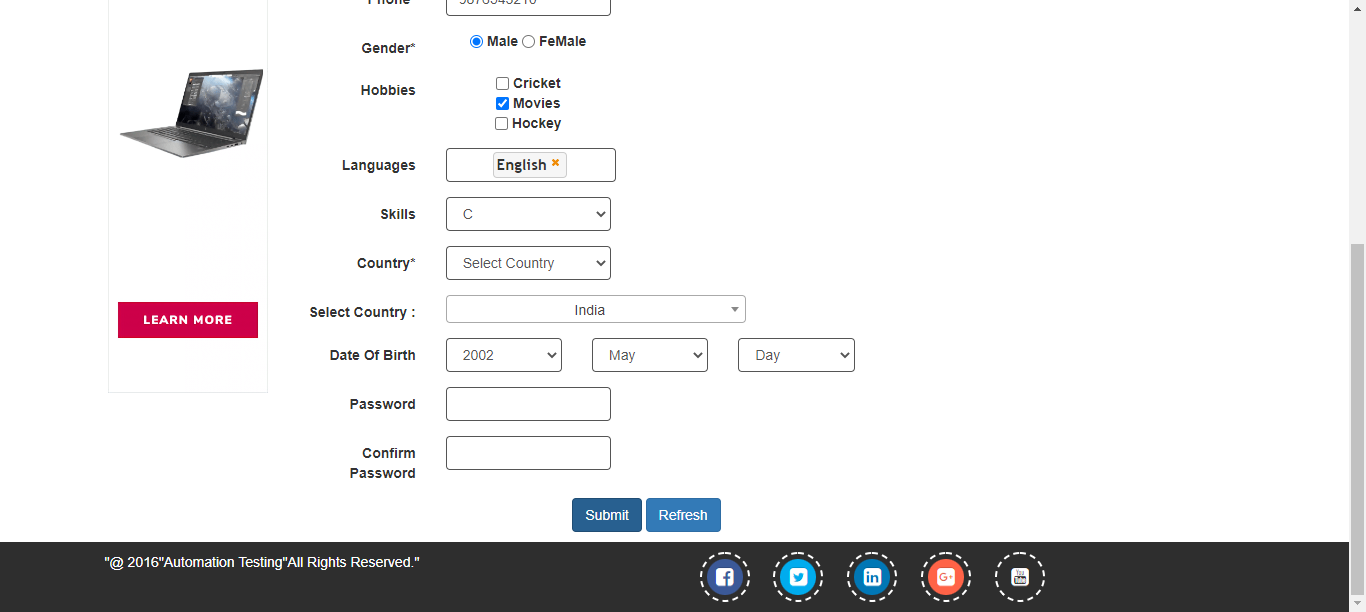 Phone
9876543210
Gender*
Male FeMale
Hobbies
Cricket
Movies
Hockey
Languages
English
Skills
C
Country*
Select Country
Select Country :
India
LEARN MORE
Date Of Birth
2002 May Day
Password
Confirm
Password
Submit Refresh
"@ 2016"Automation Testing"All Rights Reserved."
f in G+ You Tube